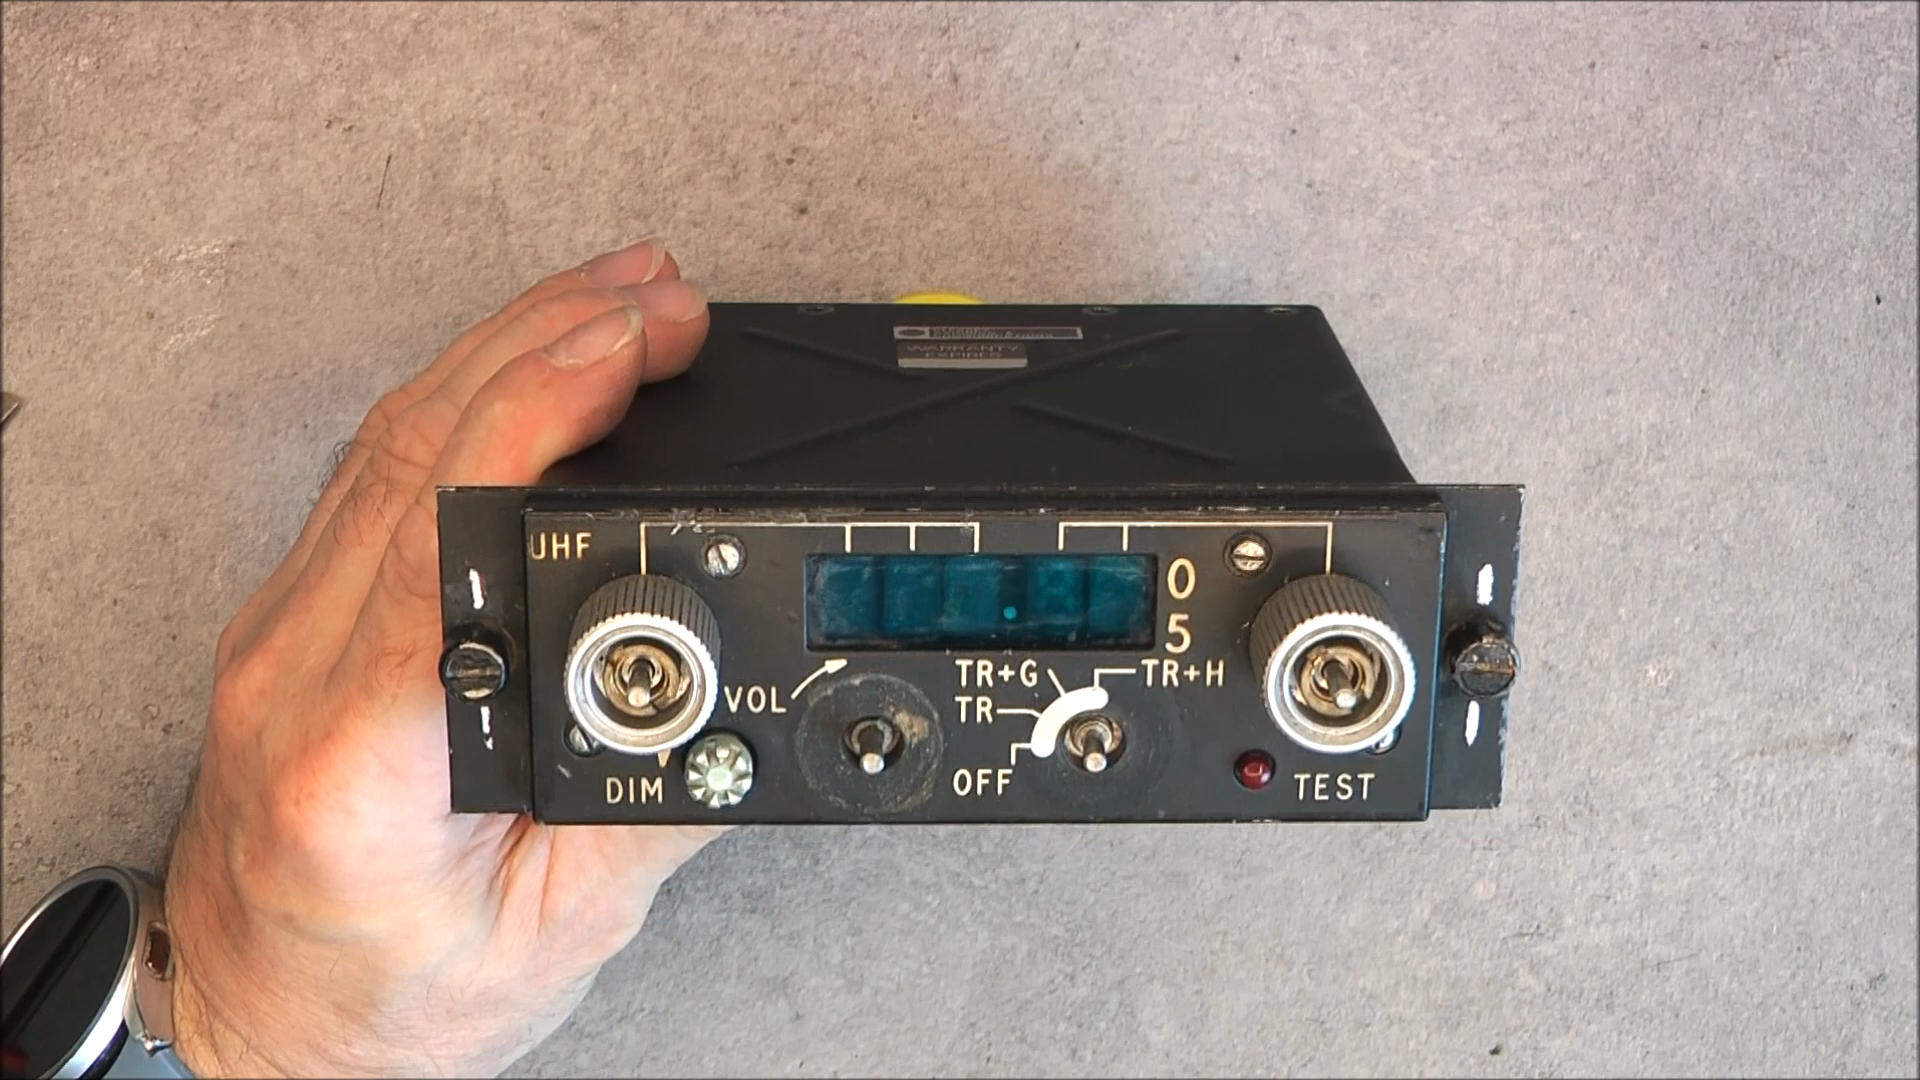 WARRANTY
EXPIRES
UHF
0
5
TR+G
TR+H
VOL
TR
OFF
DIM
TEST